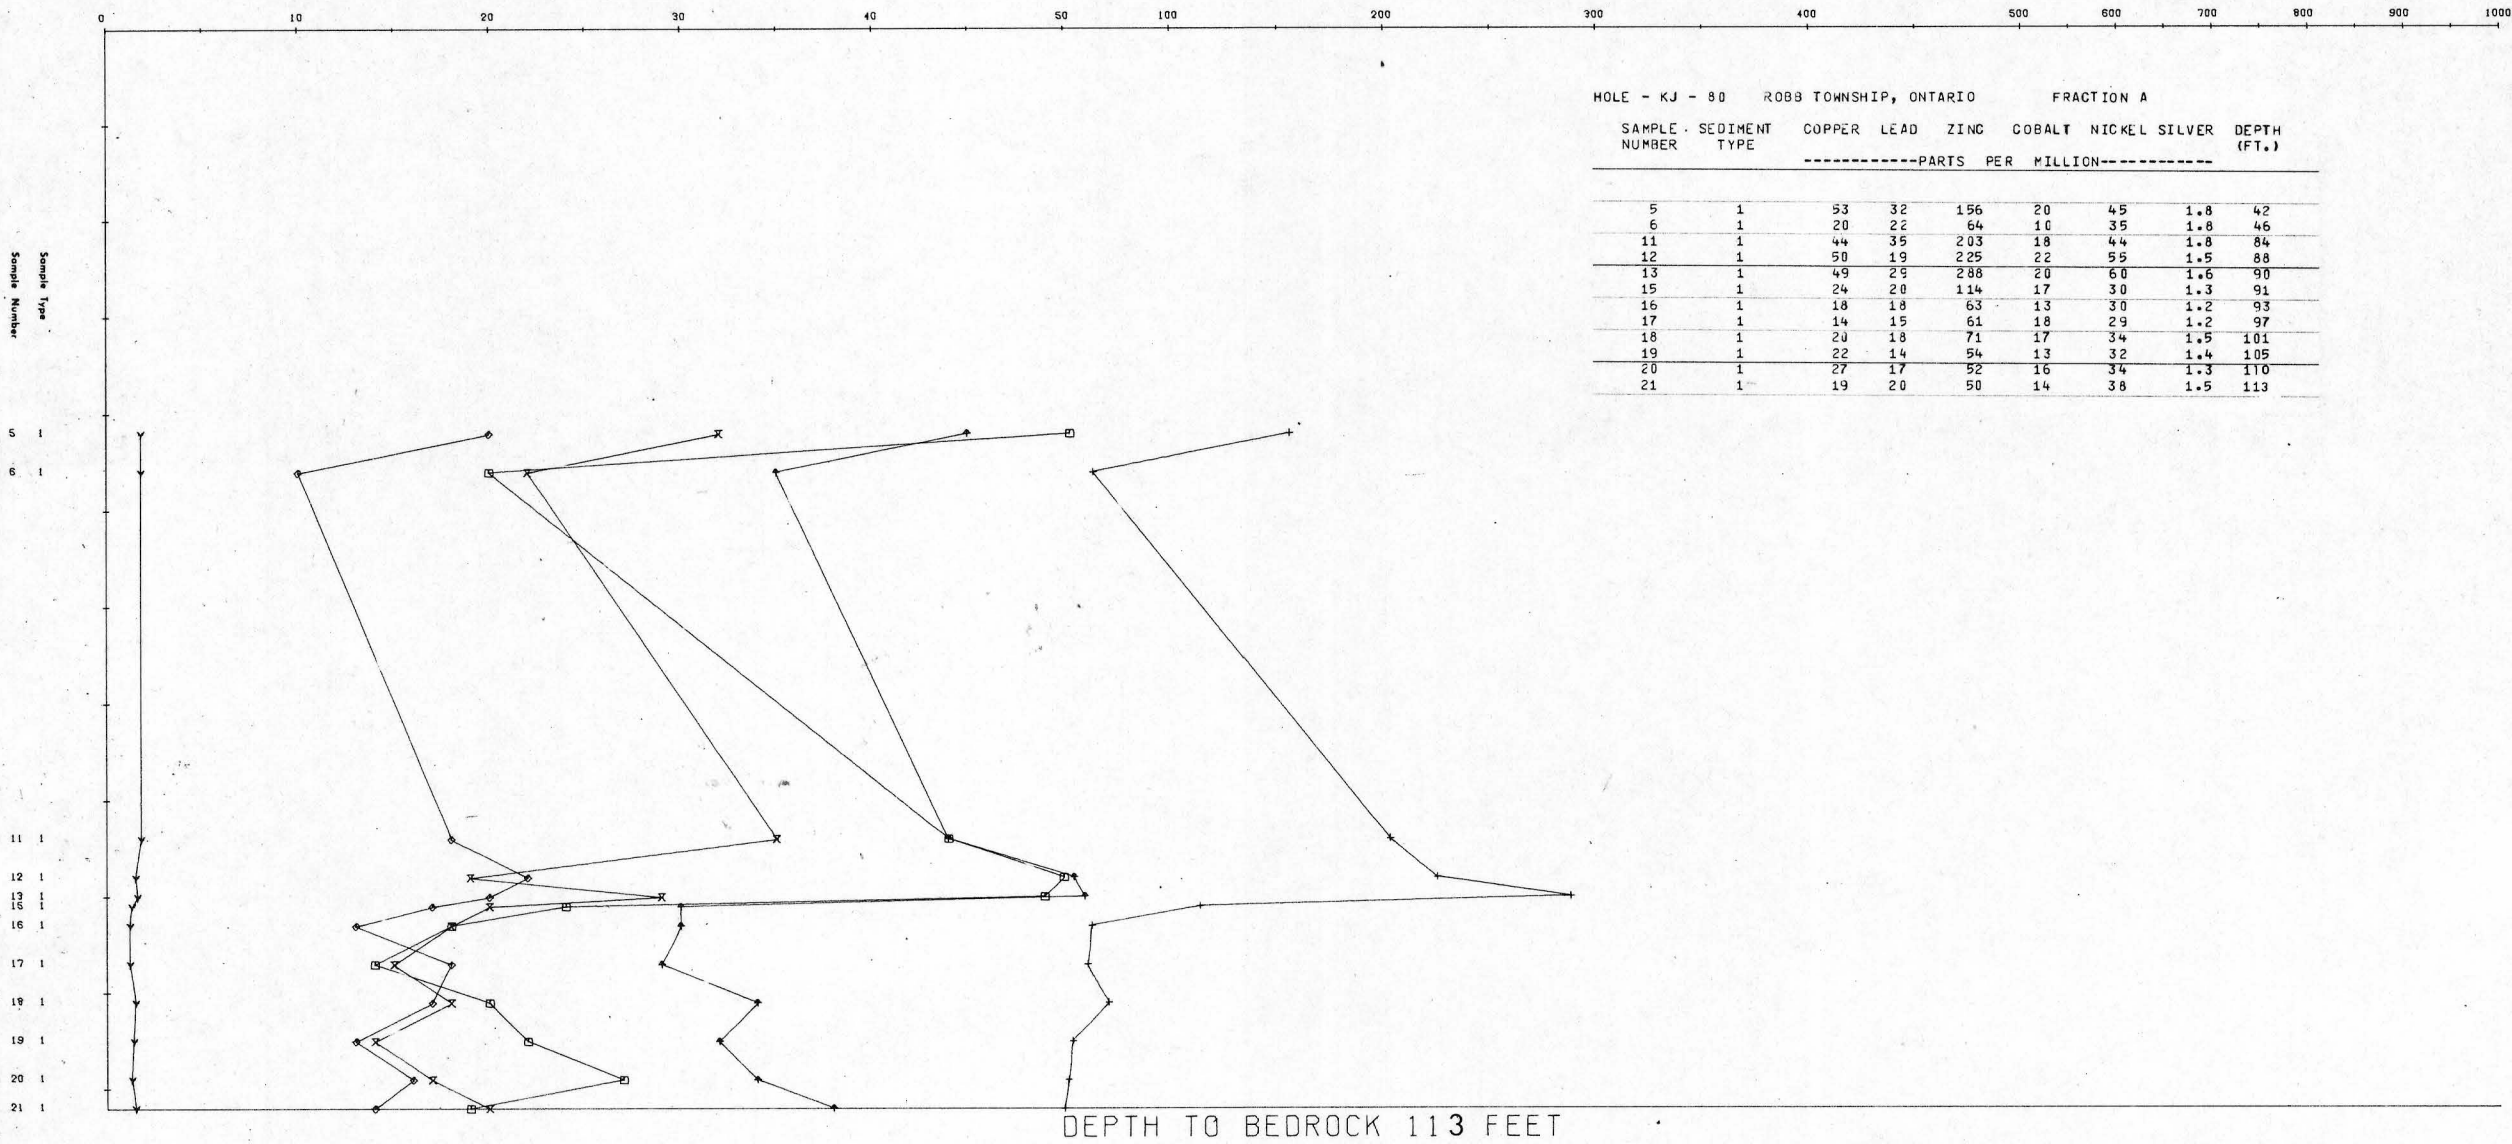 0 10 20 30 40 50 100 200 300 400 500 600 700 800 900 1000
HOLE - KJ - 80 ROBB TOWNSHIP, ONTARIO FRACTION A
SAMPLE SEDIMENT COPPER LEAD ZINC COBALT NICKEL SILVER DEPTH
NUMBER TYPE (FT.)
------------PARTS PER MILLION------------
5 1 53 32 156 20 45 1.8 42
6 1 20 22 64 10 35 1.8 46
11 1 44 35 203 18 44 1.8 84
12 1 50 19 225 22 55 1.5 88
13 1 49 29 288 20 60 1.6 90
15 1 24 20 114 17 30 1.3 91
16 1 18 18 63 13 30 1.2 93
17 1 14 15 61 18 29 1.2 97
18 1 20 18 71 17 34 1.5 101
19 1 22 14 54 13 32 1.4 105
20 1 27 17 52 16 34 1.3 110
21 1 19 20 50 14 38 1.5 113
Sample Type
Sample Number
5 1
6 1
11 1
12 1
13 1
15 1
16 1
17 1
18 1
19 1
20 1
21 1
DEPTH TO BEDROCK 113 FEET